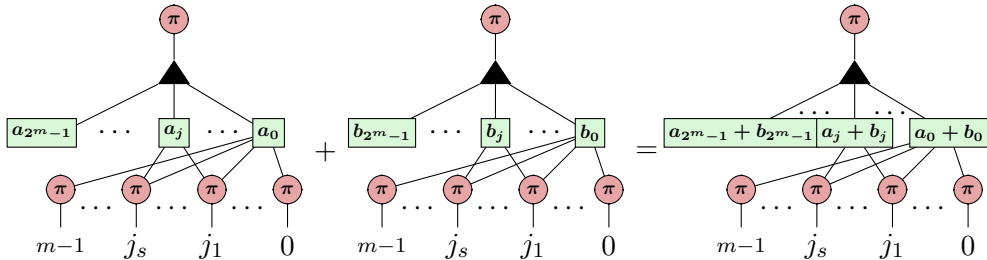 π π π
a_{2^m−1} ··· a_j ··· a_0 + b_{2^m−1} ··· b_j ··· b_0 = a_{2^m−1} + b_{2^m−1} ··· a_j + b_j ··· a_0 + b_0
π ··· π ··· π ··· π π ··· π ··· π ··· π π ··· π ··· π ··· π
m−1 j_s j_1 0 m−1 j_s j_1 0 m−1 j_s j_1 0